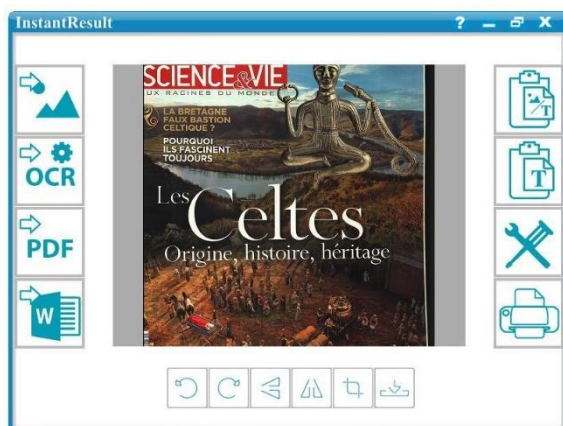 InstantResult
?
SCIENCE & VIE
UX RACINES DU MONDE
LA BRETAGNE
FAUX BASTION
CELTIQUE ?
POURQUOI
ILS FASCINENT
TOUJOURS
Les Celtes
Origine, histoire, héritage
OCR
PDF
W
T
T